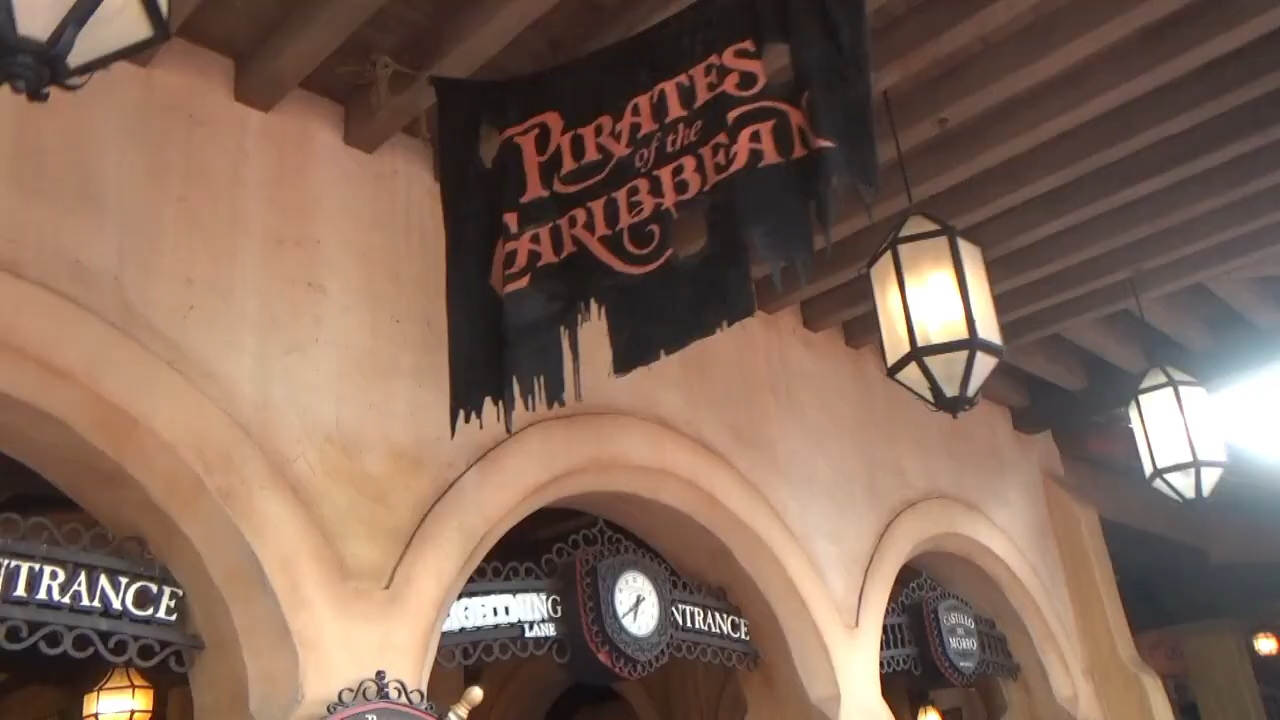 PIRATES
of the
CARIBBEAN
NTRANCE
LIGHTNING
LANE
NTRANCE
CASTILLO
DEL
MORRO